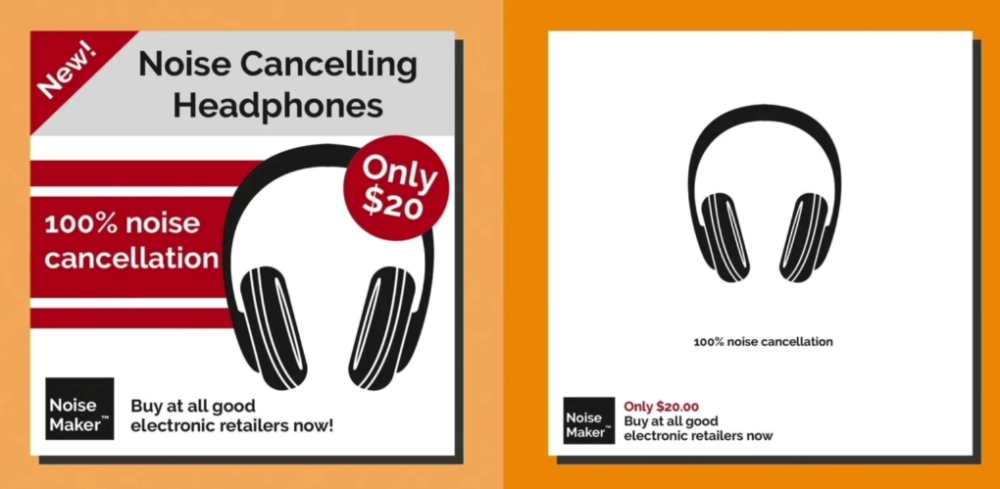 New!
Noise Cancelling
Headphones
Only
$20
100% noise
cancellation
Noise
Maker™
Buy at all good
electronic retailers now!
100% noise cancellation
Noise
Maker™
Only $20.00
Buy at all good
electronic retailers now